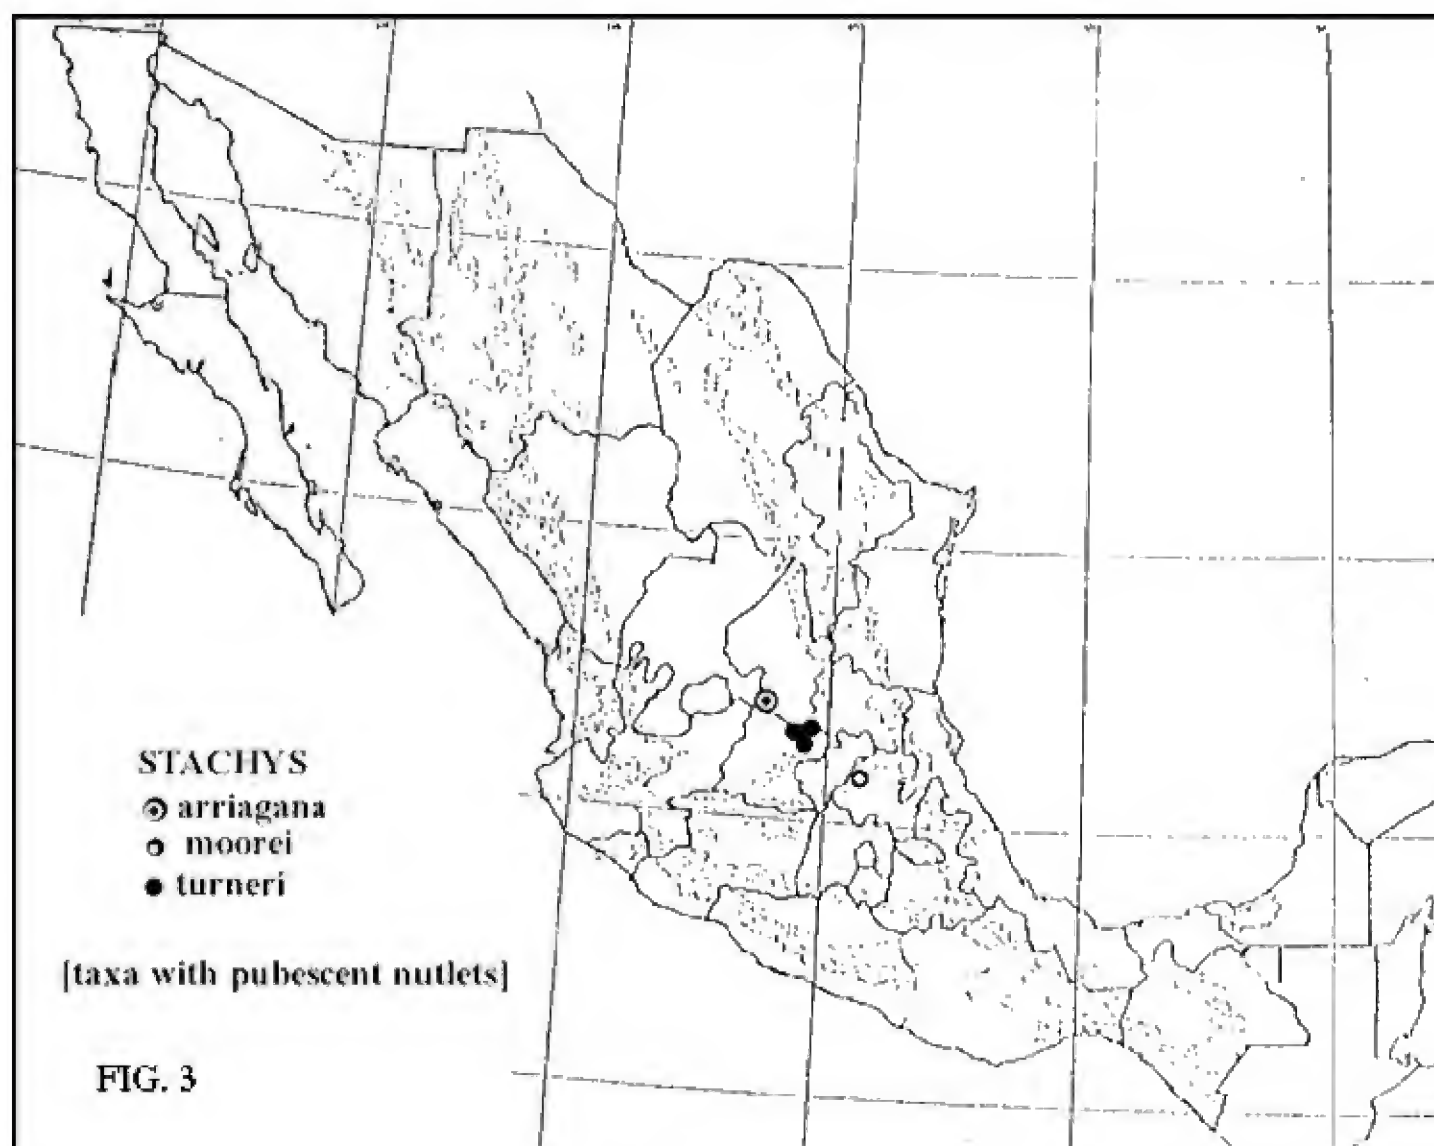 STACHYS
arriagana
moorei
turneri
[taxa with pubescent nutlets]
FIG. 3